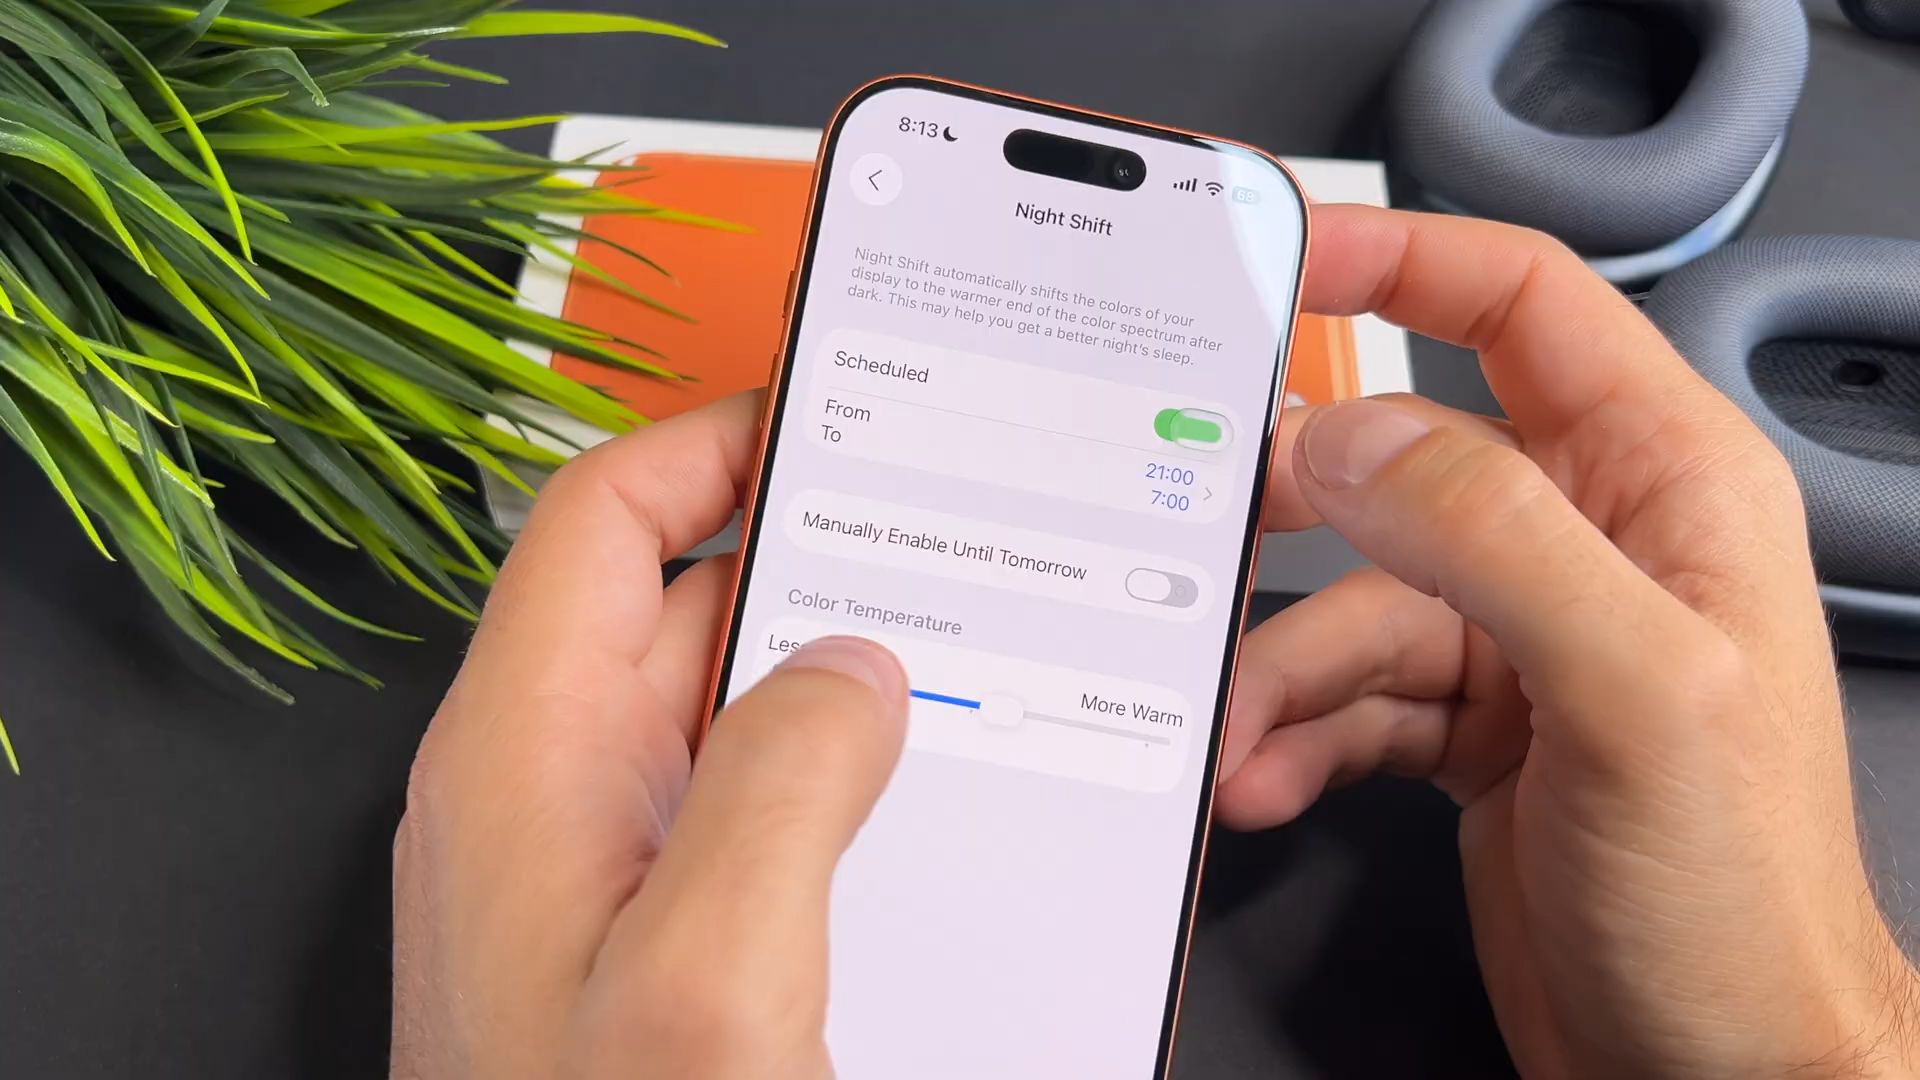 8:13
68
Night Shift
Night Shift automatically shifts the colors of your
display to the warmer end of the color spectrum after
dark. This may help you get a better night's sleep.
Scheduled
From
To
21:00
7:00
Manually Enable Until Tomorrow
Color Temperature
More Warm